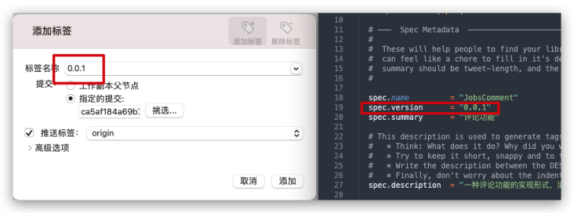 添加标签
添加标签 删除标签
标签名称 0.0.1
提交: 工作副本父节点
指定的提交:
ca5af184a69b 挑选...
推送标签: origin
高级选项
取消 添加
10
11 # ――― Spec Metadata
12 #
13 # These will help people to find your lib
14 # can feel like a chore to fill in it's de
15 # summary should be tweet-length, and the
16 #
17
18 spec.name = "JobsComment"
19 spec.version = "0.0.1"
20 spec.summary = "评论功能"
21
22 # This description is used to generate tags
23 # * Think: What does it do? Why did you w
24 # * Try to keep it short, snappy and to
25 # * Write the description between the DES
26 # * Finally, don't worry about the indent
27 spec.description = "一种评论功能的实现形式,